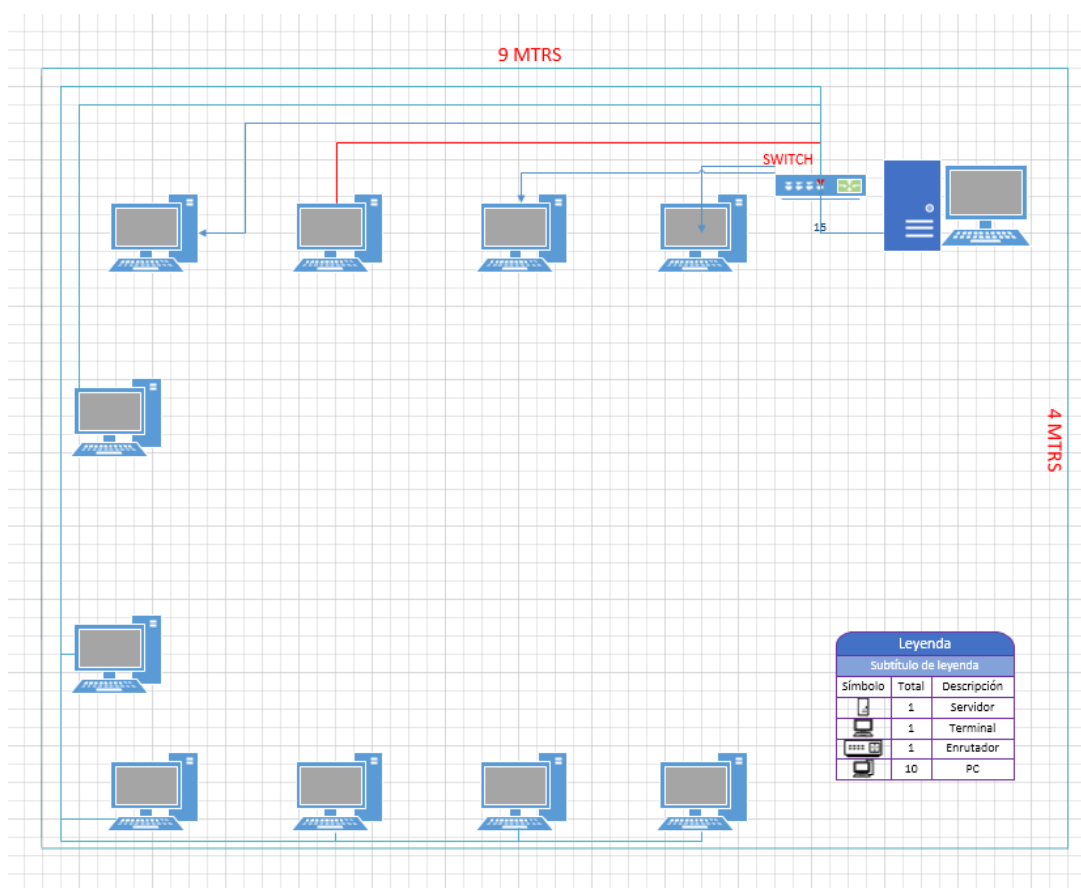 9 MTRS
SWITCH
15
4 MTRS
Leyenda
Subtítulo de leyenda
Símbolo Total Descripción
1 Servidor
1 Terminal
1 Enrutador
10 PC